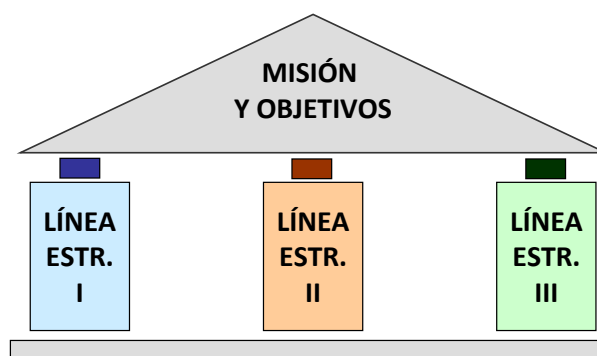 MISIÓN
Y OBJETIVOS
LÍNEA
ESTR.
I
LÍNEA
ESTR.
II
LÍNEA
ESTR.
III